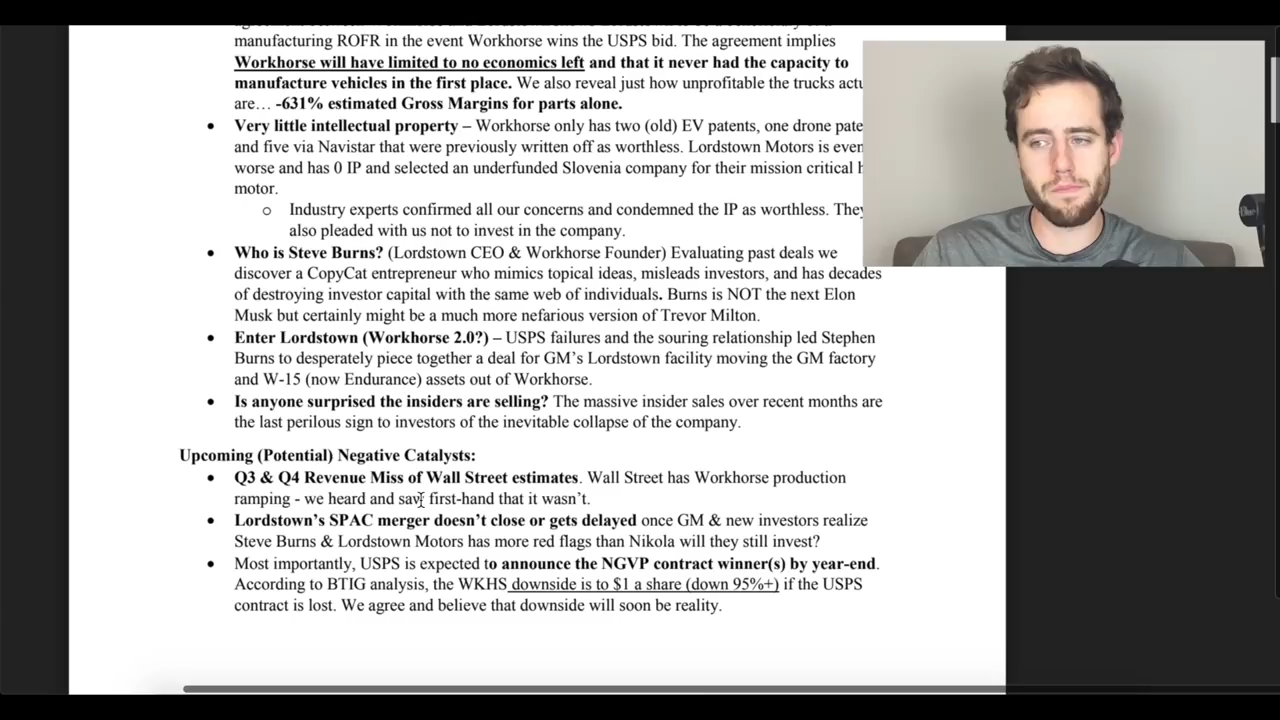 manufacturing ROFR in the event Workhorse wins the USPS bid. The agreement implies
Workhorse will have limited to no economics left and that it never had the capacity to
manufacture vehicles in the first place. We also reveal just how unprofitable the trucks
are… -631% estimated Gross Margins for parts alone.
• Very little intellectual property – Workhorse only has two (old) EV patents, one drone
and five via Navistar that were previously written off as worthless. Lordstown Motors is even
worse and has 0 IP and selected an underfunded Slovenia company for their mission critical
motor.
o Industry experts confirmed all our concerns and condemned the IP as worthless. They
also pleaded with us not to invest in the company.
• Who is Steve Burns? (Lordstown CEO & Workhorse Founder) Evaluating past deals we
discover a CopyCat entrepreneur who mimics topical ideas, misleads investors, and has decades
of destroying investor capital with the same web of individuals. Burns is NOT the next Elon
Musk but certainly might be a much more nefarious version of Trevor Milton.
• Enter Lordstown (Workhorse 2.0?) – USPS failures and the souring relationship led Stephen
Burns to desperately piece together a deal for GM's Lordstown facility moving the GM factory
and W-15 (now Endurance) assets out of Workhorse.
• Is anyone surprised the insiders are selling? The massive insider sales over recent months are
the last perilous sign to investors of the inevitable collapse of the company.
Upcoming (Potential) Negative Catalysts:
• Q3 & Q4 Revenue Miss of Wall Street estimates. Wall Street has Workhorse production
ramping - we heard and saw first-hand that it wasn't.
• Lordstown's SPAC merger doesn't close or gets delayed once GM & new investors realize
Steve Burns & Lordstown Motors has more red flags than Nikola will they still invest?
• Most importantly, USPS is expected to announce the NGVP contract winner(s) by year-end.
According to BTIG analysis, the WKHS downside is to $1 a share (down 95%+) if the USPS
contract is lost. We agree and believe that downside will soon be reality.